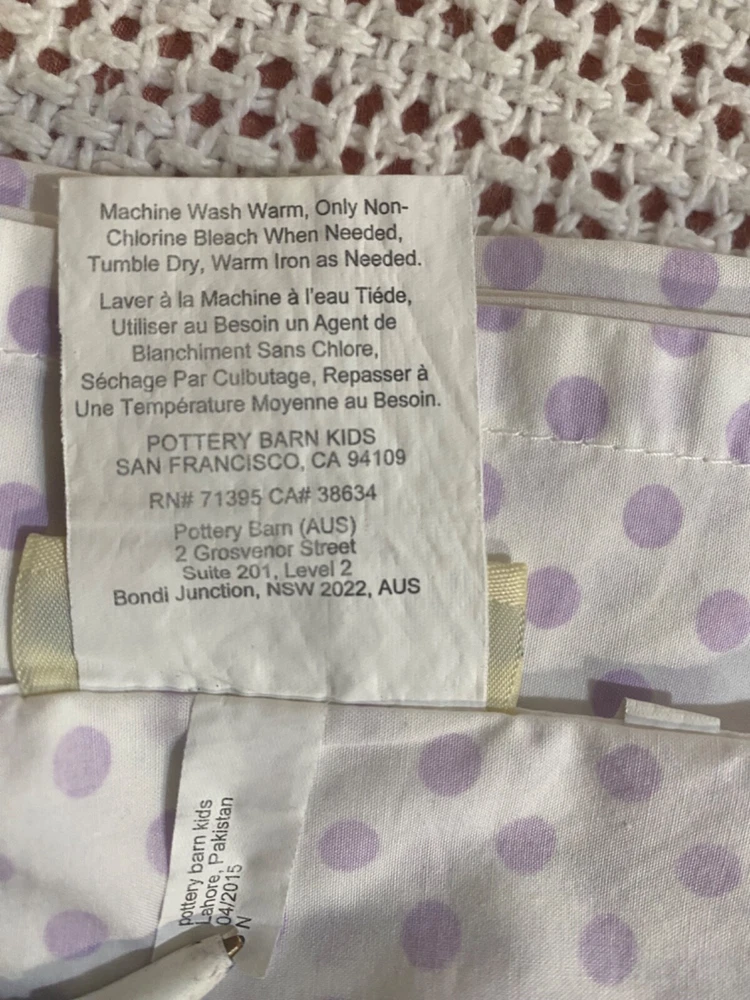 Machine Wash Warm, Only Non-
Chlorine Bleach When Needed,
Tumble Dry, Warm Iron as Needed.
Laver à la Machine à l'eau Tiéde,
Utiliser au Besoin un Agent de
Blanchiment Sans Chlore,
Séchage Par Culbutage, Repasser à
Une Température Moyenne au Besoin.
POTTERY BARN KIDS
SAN FRANCISCO, CA 94109
RN# 71395 CA# 38634
Pottery Barn (AUS)
2 Grosvenor Street
Suite 201, Level 2
Bondi Junction, NSW 2022, AUS
pottery barn kids
Lahore, Pakistan
04/2015
N